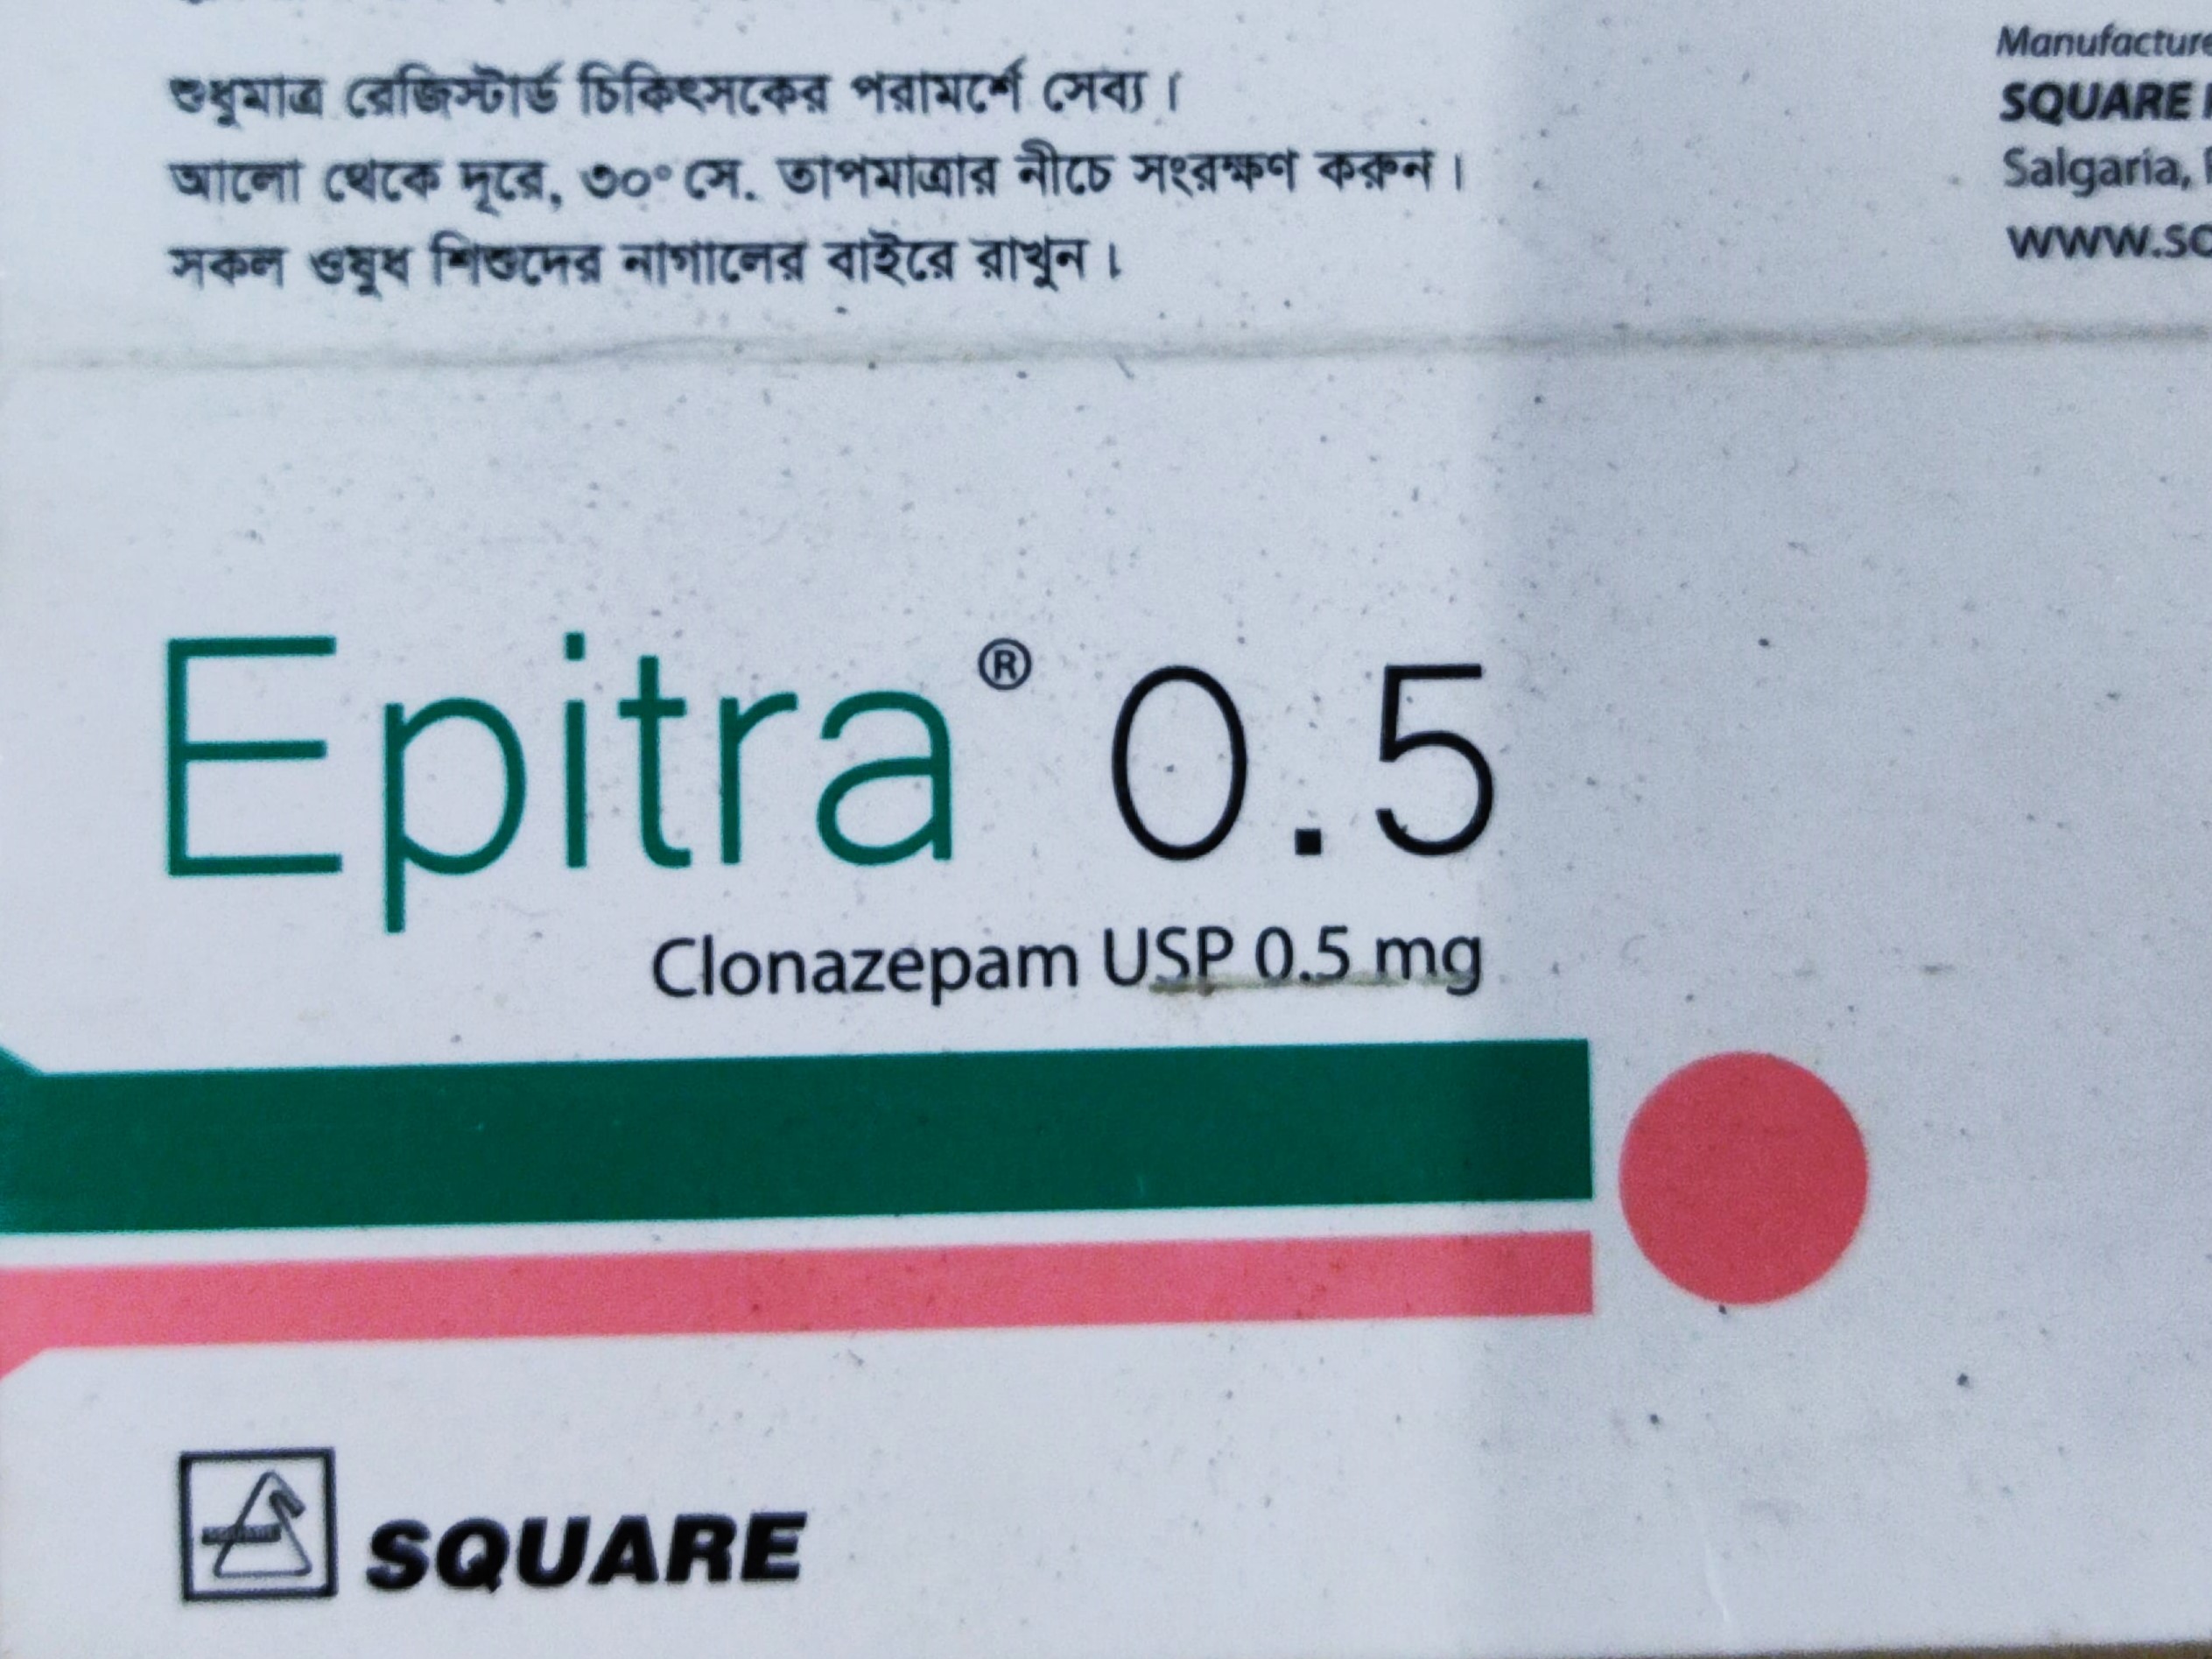 শুধুমাত্র রেজিস্টার্ড চিকিৎসকের পরামর্শে সেব্য।
আলো থেকে দূরে, ৩০° সে. তাপমাত্রার নীচে সংরক্ষণ করুন।
সকল ওষুধ শিশুদের নাগালের বাইরে রাখুন।
Manufacture
SQUARE
Salgaria,
www.sq
Epitra® 0.5
Clonazepam USP 0.5 mg
SQUARE